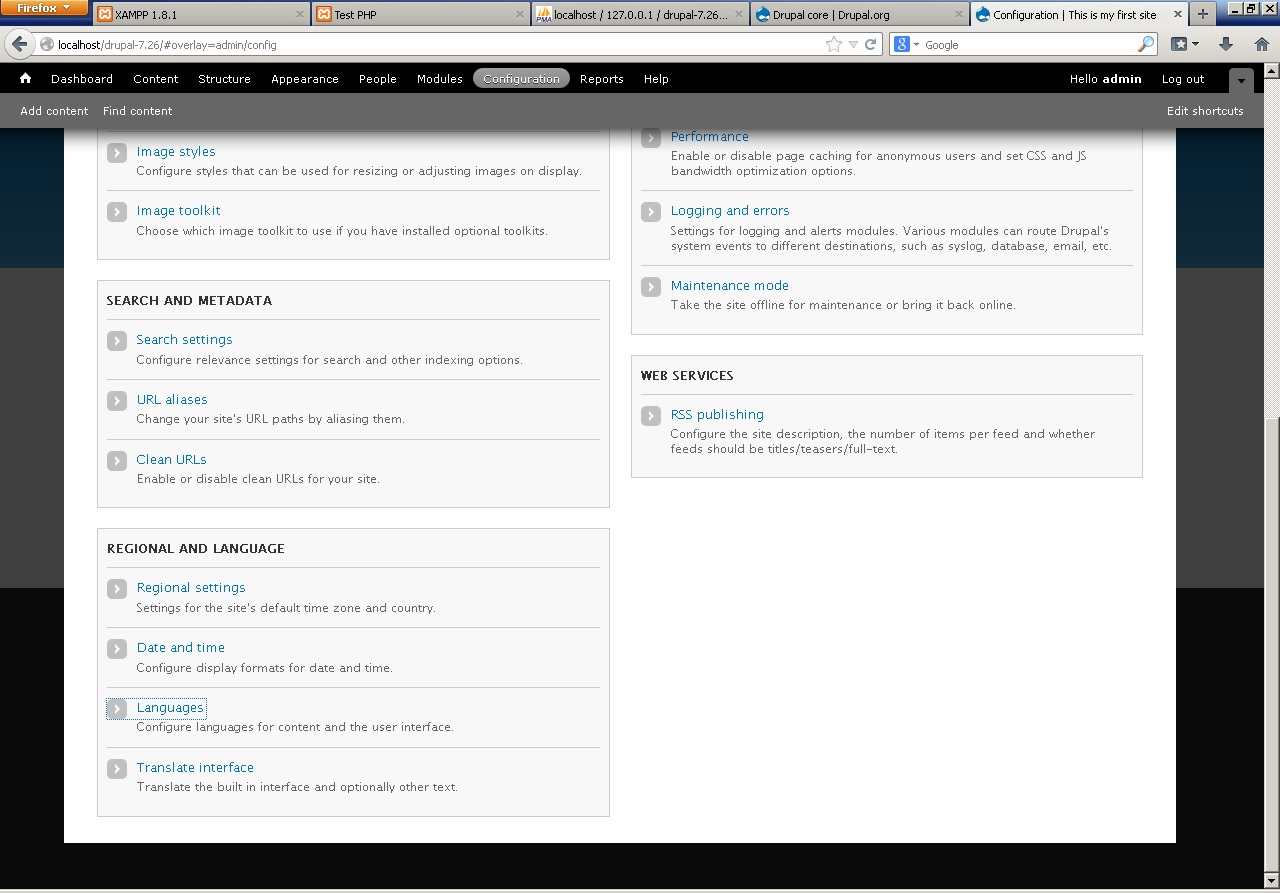 Firefox
XAMPP 1.8.1
Test PHP
localhost / 127.0.0.1 / drupal-7.26...
Drupal core | Drupal.org
Configuration | This is my first site
localhost/drupal-7.26/#overlay=admin/config
Google
Dashboard Content Structure Appearance People Modules Configuration Reports Help
Hello admin Log out
Add content Find content
Edit shortcuts
Image styles
Configure styles that can be used for resizing or adjusting images on display.
Image toolkit
Choose which image toolkit to use if you have installed optional toolkits.
SEARCH AND METADATA
Search settings
Configure relevance settings for search and other indexing options.
URL aliases
Change your site's URL paths by aliasing them.
Clean URLs
Enable or disable clean URLs for your site.
REGIONAL AND LANGUAGE
Regional settings
Settings for the site's default time zone and country.
Date and time
Configure display formats for date and time.
Languages
Configure languages for content and the user interface.
Translate interface
Translate the built in interface and optionally other text.
Performance
Enable or disable page caching for anonymous users and set CSS and JS
bandwidth optimization options.
Logging and errors
Settings for logging and alerts modules. Various modules can route Drupal's
system events to different destinations, such as syslog, database, email, etc.
Maintenance mode
Take the site offline for maintenance or bring it back online.
WEB SERVICES
RSS publishing
Configure the site description, the number of items per feed and whether
feeds should be titles/teasers/full-text.